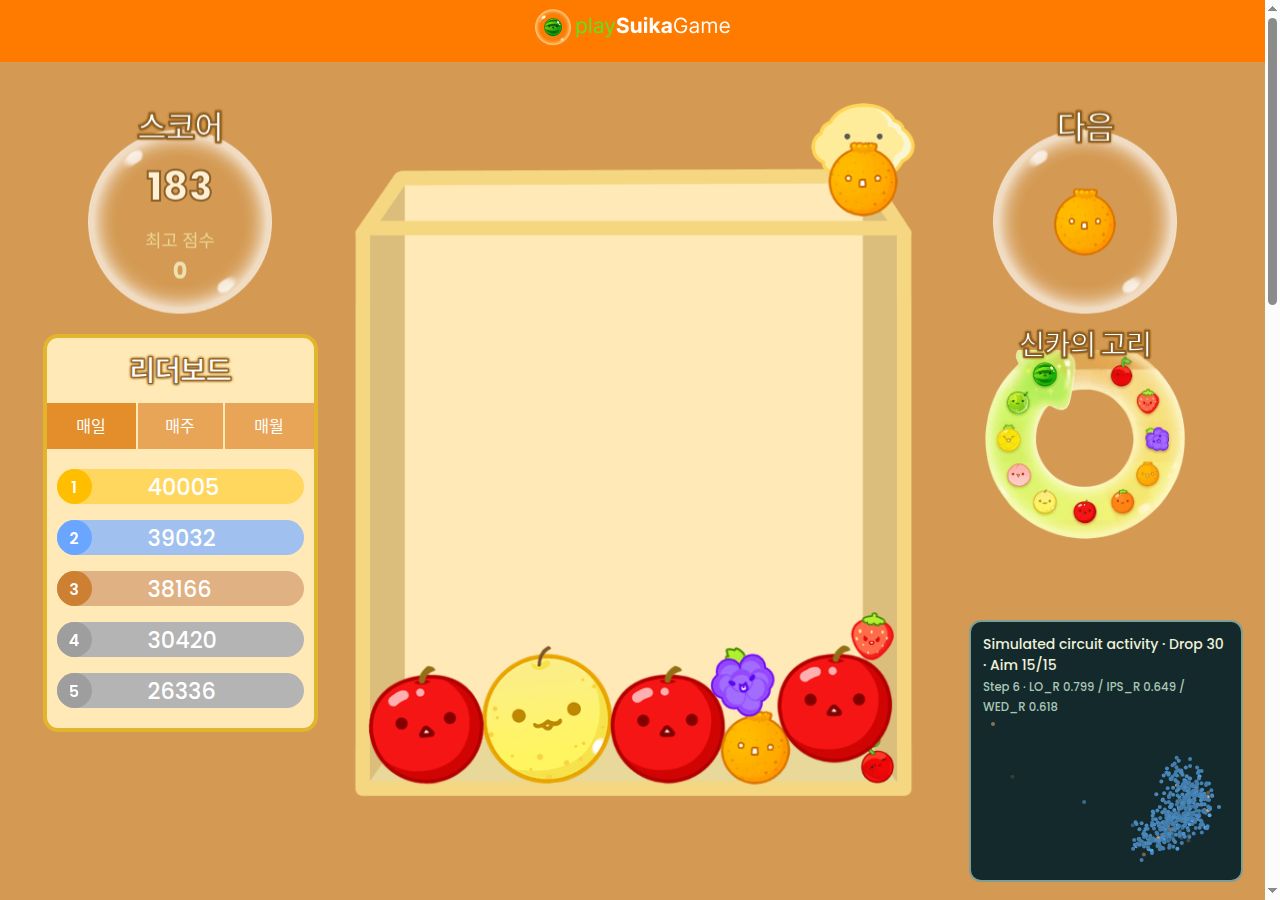 playSuikaGame
스코어
183
최고 점수
0
리더보드
매일 매주 매월
1 40005
2 39032
3 38166
4 30420
5 26336
다음
신카의 고리
Simulated circuit activity · Drop 30
· Aim 15/15
Step 6 · LO_R 0.799 / IPS_R 0.649 /
WED_R 0.618